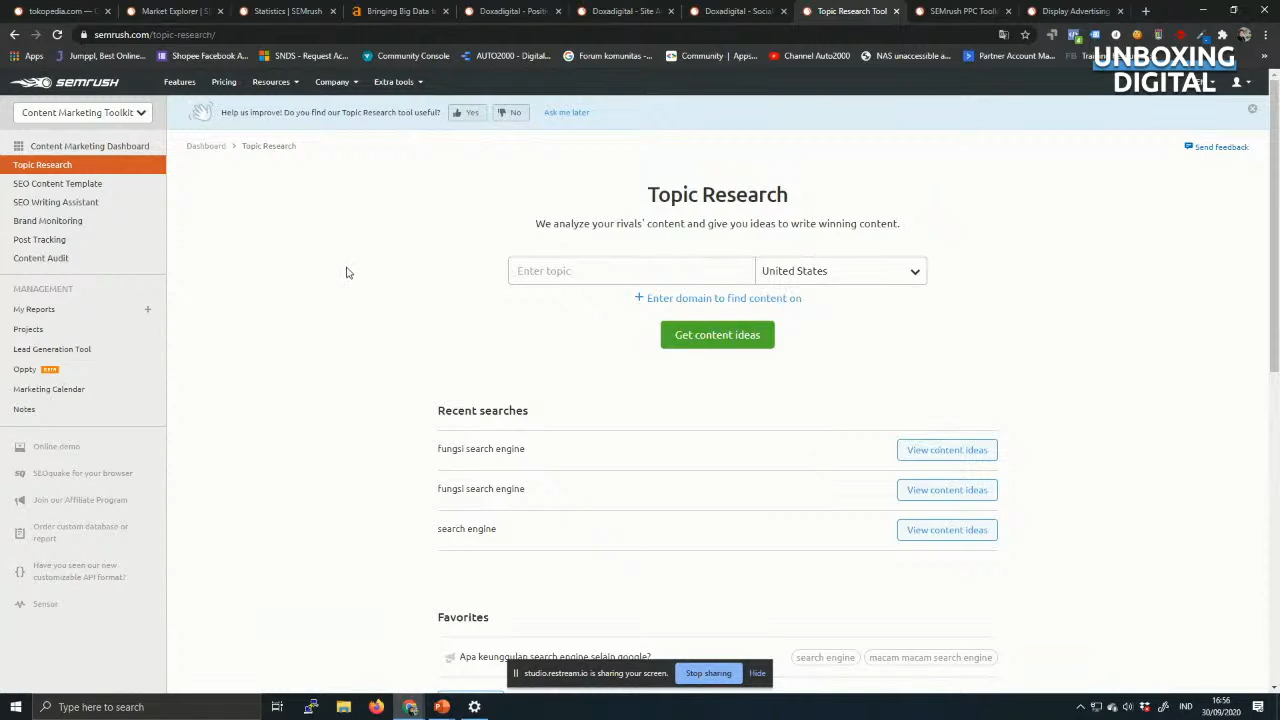 tokopedia.com - C
Market Explorer | S
Statistics | SEMrush
Bringing Big Data t
Doxadigital - Positi
Doxadigital - Site A
Doxadigital - Social
Topic Research Tool
SEMrush PPC Toolk
Display Advertising
semrush.com/topic-research/
Apps
Jumppl, Best Online...
Shopee Facebook S...
SNDS - Request Ac...
Community Console
AUTO2000 - Digital...
Forum komunitas -...
Community | Apps...
Channel Auto2000
NAS unaccessible a...
Partner Account Ma...
UNBOXING
DIGITAL
SEMRUSH
Features
Pricing
Resources
Company
Extra tools
Content Marketing Toolkit
Help us improve! Do you find our Topic Research tool useful?
Yes
No
Ask me later
Content Marketing Dashboard
Dashboard > Topic Research
Send feedback
Topic Research
SEO Content Template
SEO Writing Assistant
Brand Monitoring
Post Tracking
Content Audit
MANAGEMENT
My Reports +
Projects
Lead Generation Tool
Oppty BETA
Marketing Calendar
Notes
Online demo
SEOquake for your browser
Join our Affiliate Program
Order custom database or
report
Have you seen our new
customizable API format?
Sensor
Topic Research
We analyze your rivals' content and give you ideas to write winning content.
Enter topic
United States
+ Enter domain to find content on
Get content ideas
Recent searches
fungsi search engine
View content ideas
fungsi search engine
View content ideas
search engine
View content ideas
Favorites
Apa keunggulan search engine selain google?
search engine
macam macam search engine
studio.restream.io is sharing your screen.
Stop sharing
Hide
Type here to search
IND
16:56
30/09/2020